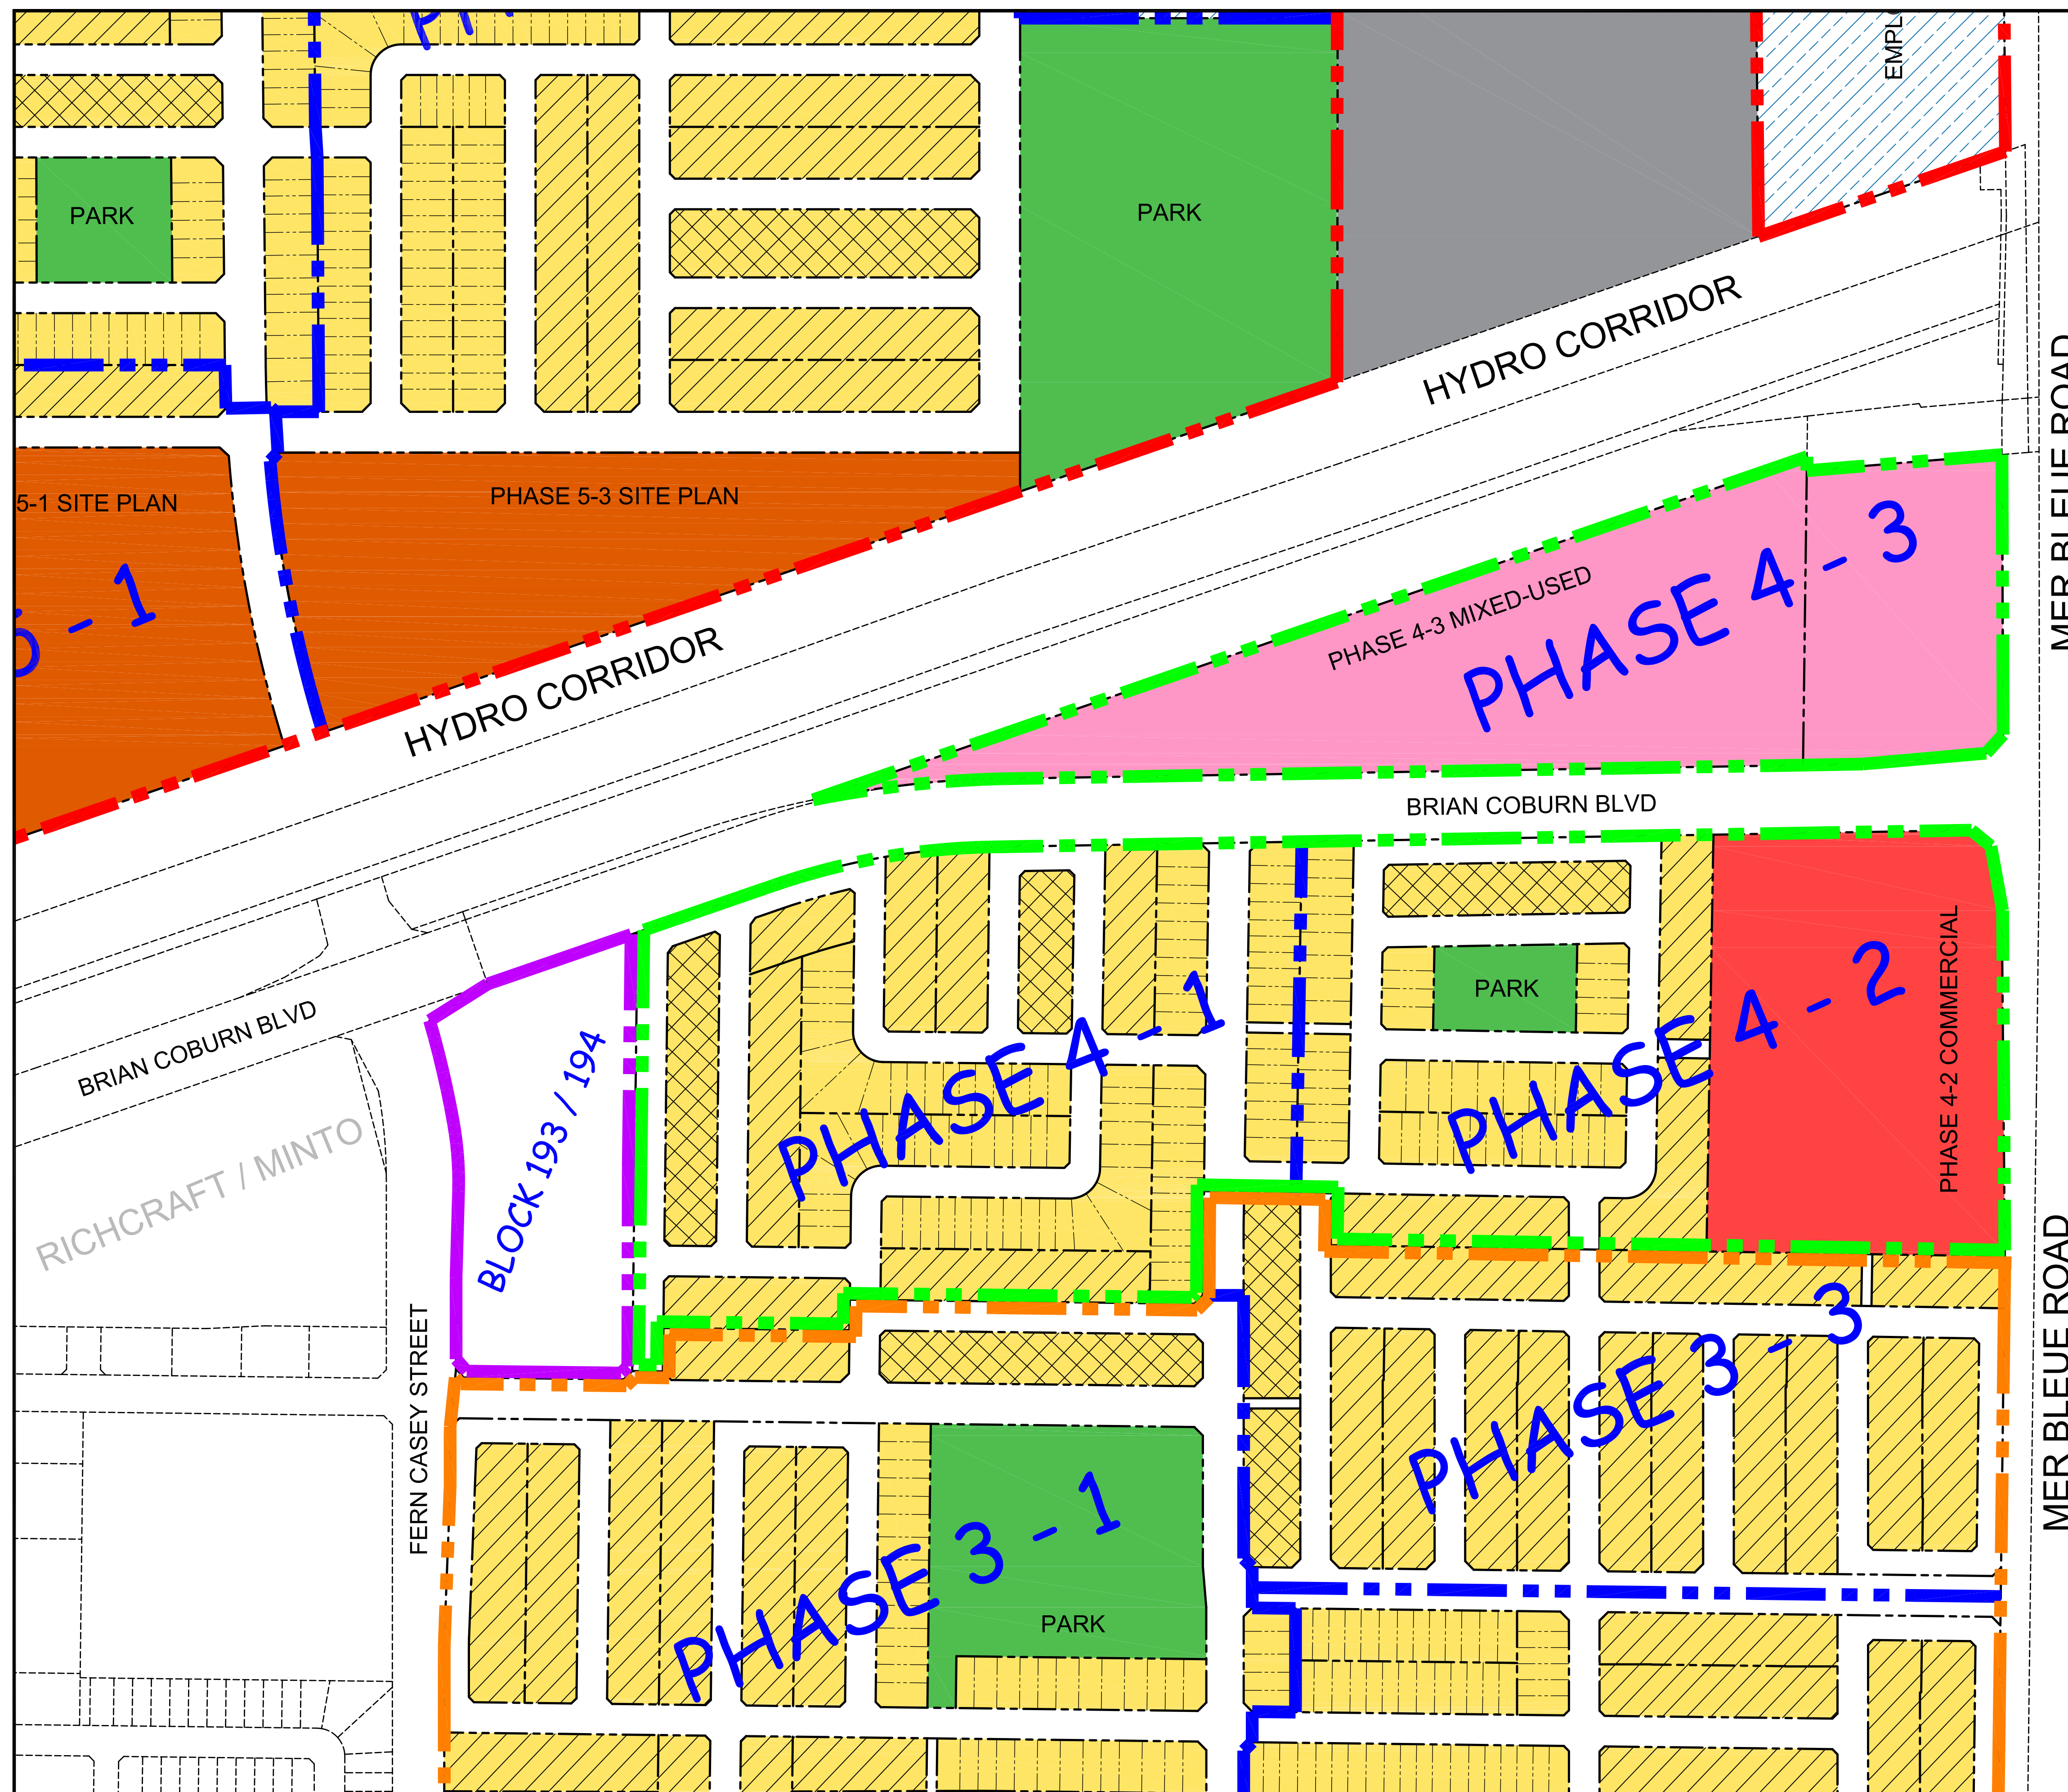 EMPL
PARK
PARK
HYDRO CORRIDOR
MER BLEUE ROAD
5-1 SITE PLAN
PHASE 5-3 SITE PLAN
5 - 1
PHASE 4-3 MIXED-USED
PHASE 4 - 3
HYDRO CORRIDOR
BRIAN COBURN BLVD
PARK
PHASE 4 - 1
PHASE 4 - 2
PHASE 4-2 COMMERCIAL
BRIAN COBURN BLVD
BLOCK 193 / 194
RICHCRAFT / MINTO
FERN CASEY STREET
MER BLEUE ROAD
PHASE 3 - 3
PHASE 3 - 1
PARK